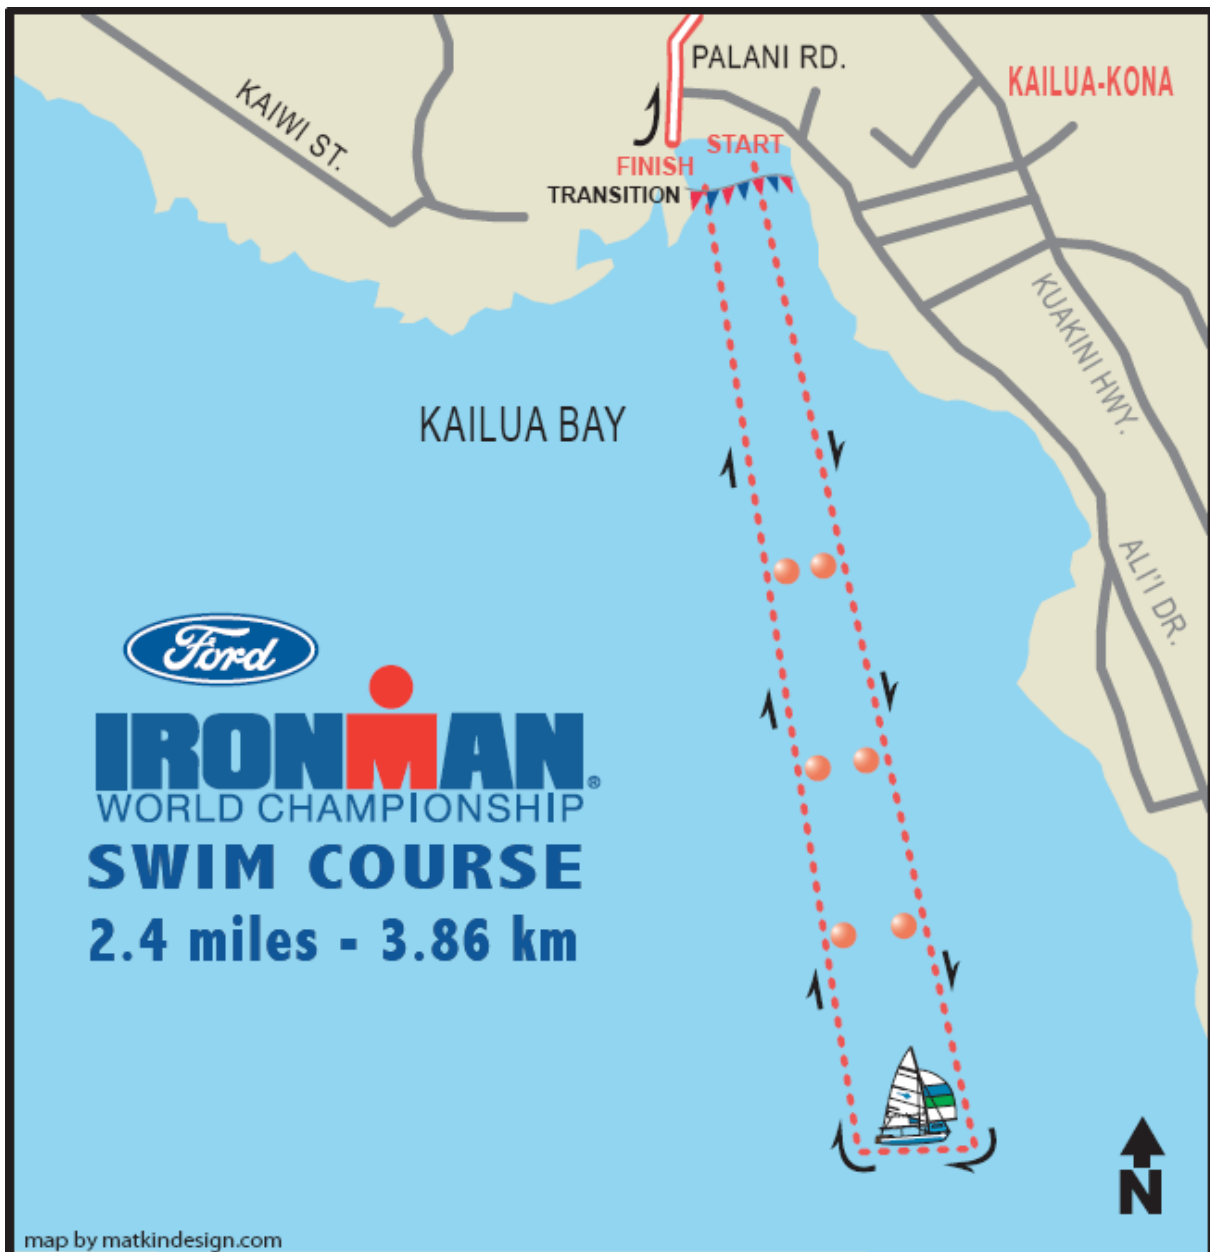 PALANI RD.
KAILUA-KONA
KAIWI ST.
START
FINISH
TRANSITION
KUAKINI HWY.
KAILUA BAY
ALI'I DR.
Ford
IRONMAN®
WORLD CHAMPIONSHIP
SWIM COURSE
2.4 miles - 3.86 km
N
map by matkindesign.com